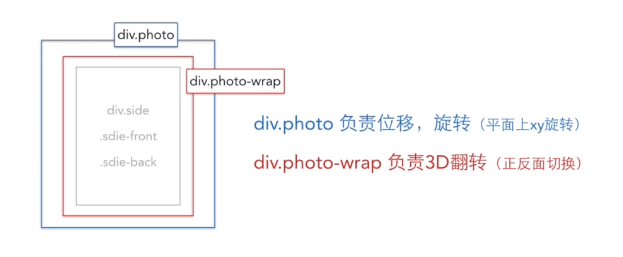 div.photo
div.photo-wrap
div.side
.sdie-front
.sdie-back
div.photo 负责位移，旋转（平面上xy旋转）
div.photo-wrap 负责3D翻转（正反面切换）